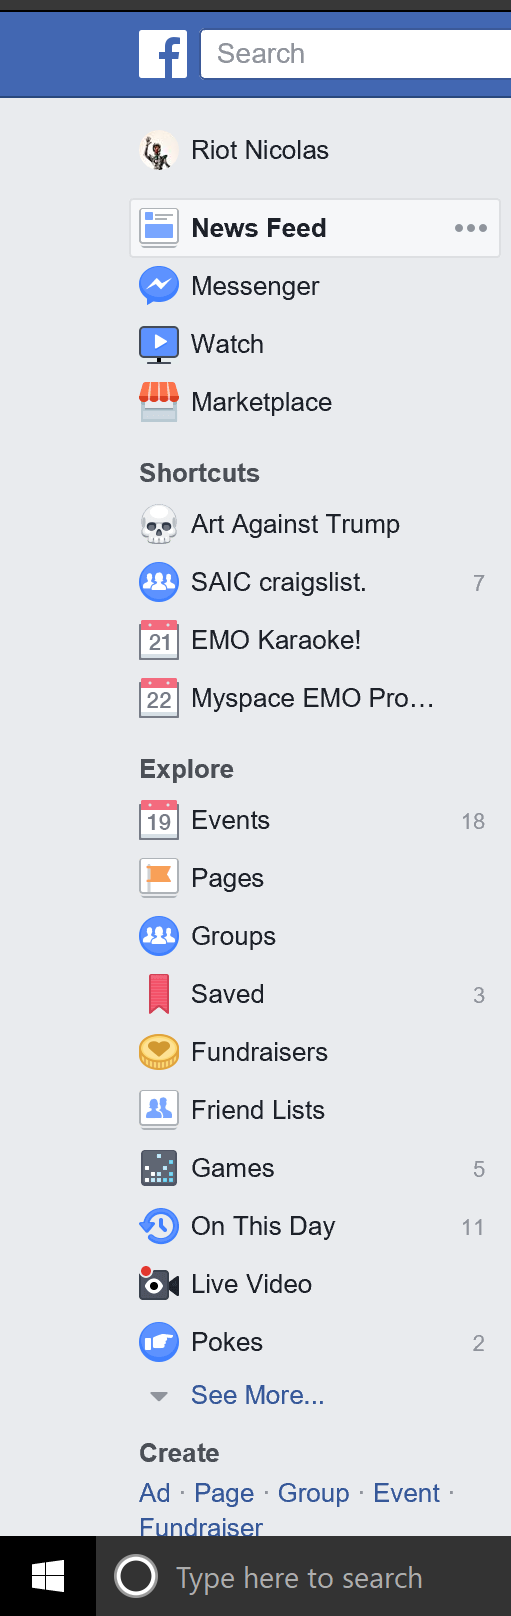 f Search
Riot Nicolas
News Feed
Messenger
Watch
Marketplace
Shortcuts
Art Against Trump
SAIC craigslist. 7
21 EMO Karaoke!
22 Myspace EMO Pro...
Explore
19 Events 18
Pages
Groups
Saved 3
Fundraisers
Friend Lists
Games 5
On This Day 11
Live Video
Pokes 2
See More...
Create
Ad · Page · Group · Event ·
Fundraiser
Type here to search